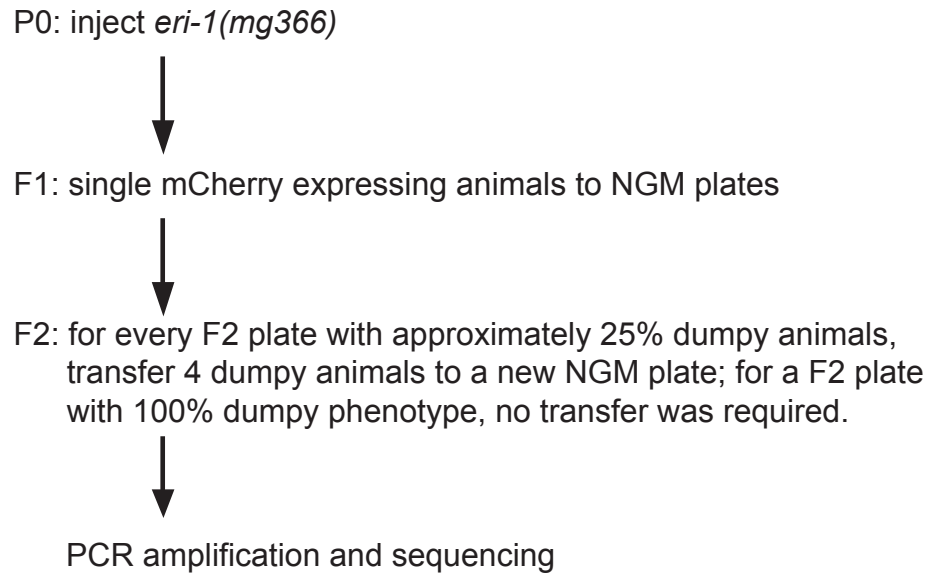 P0: inject eri-1(mg366)
F1: single mCherry expressing animals to NGM plates
F2: for every F2 plate with approximately 25% dumpy animals,
transfer 4 dumpy animals to a new NGM plate; for a F2 plate
with 100% dumpy phenotype, no transfer was required.
PCR amplification and sequencing